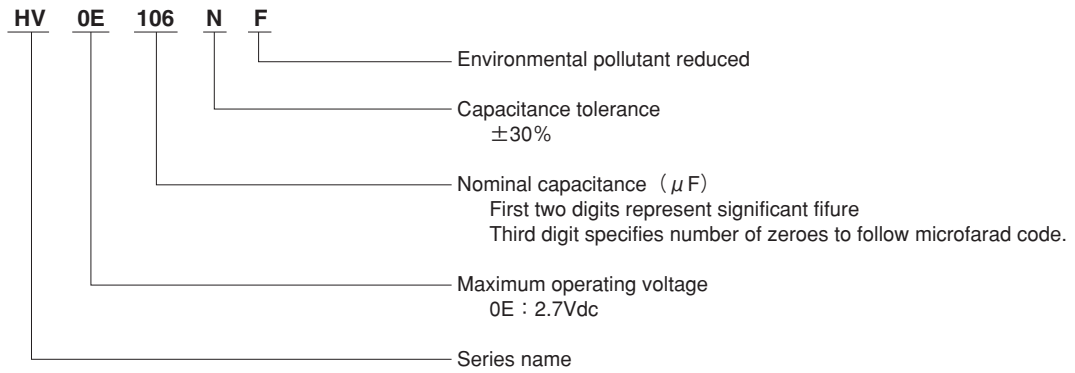 HV 0E 106 N F
Environmental pollutant reduced
Capacitance tolerance
±30%
Nominal capacitance（μF）
First two digits represent significant fifure
Third digit specifies number of zeroes to follow microfarad code.
Maximum operating voltage
0E：2.7Vdc
Series name